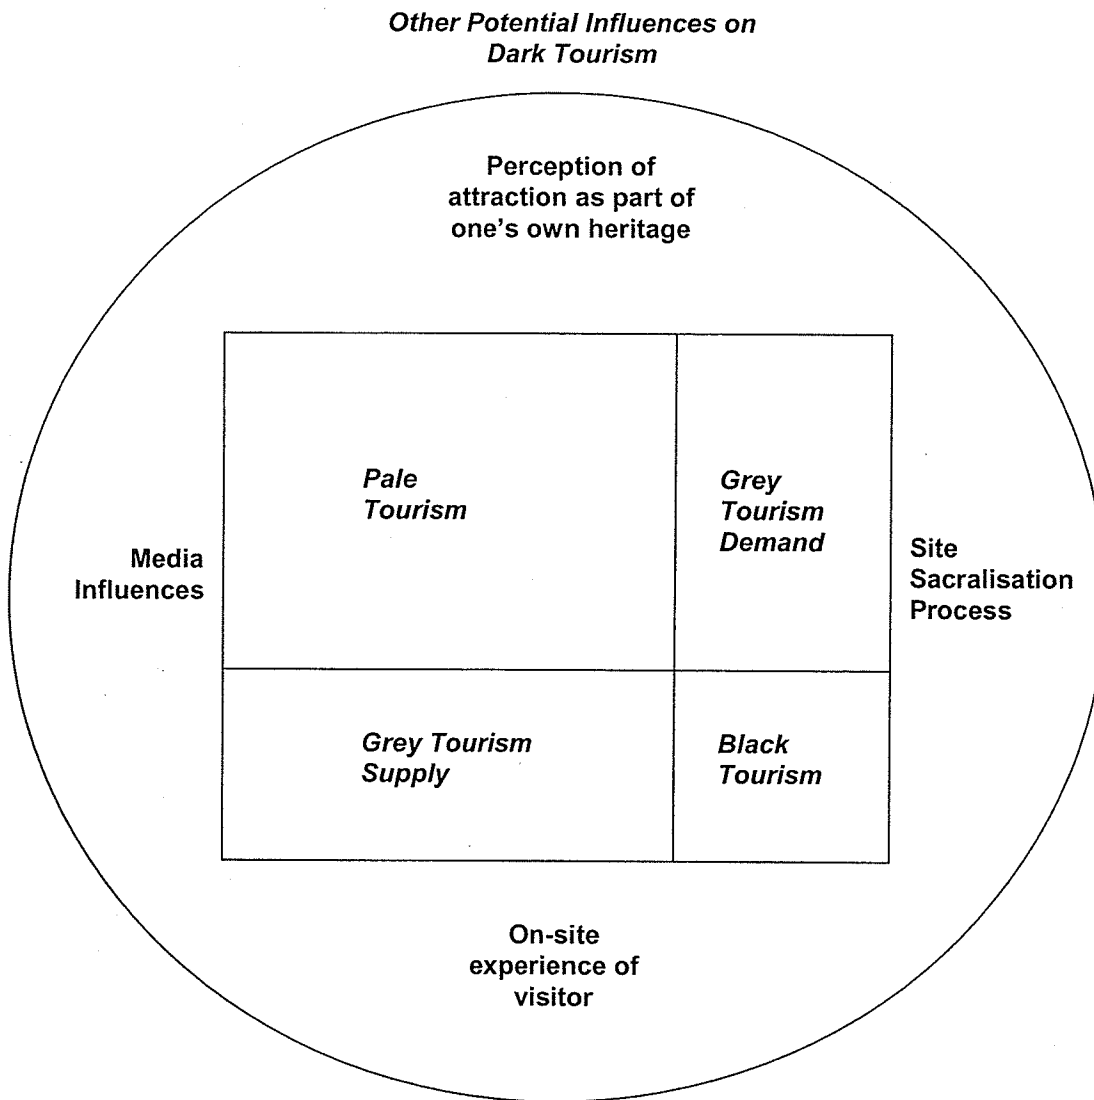 Other Potential Influences on
Dark Tourism
Perception of
attraction as part of
one's own heritage
Pale
Tourism
Grey
Tourism
Demand
Media
Influences
Site
Sacralisation
Process
Grey Tourism
Supply
Black
Tourism
On-site
experience of
visitor